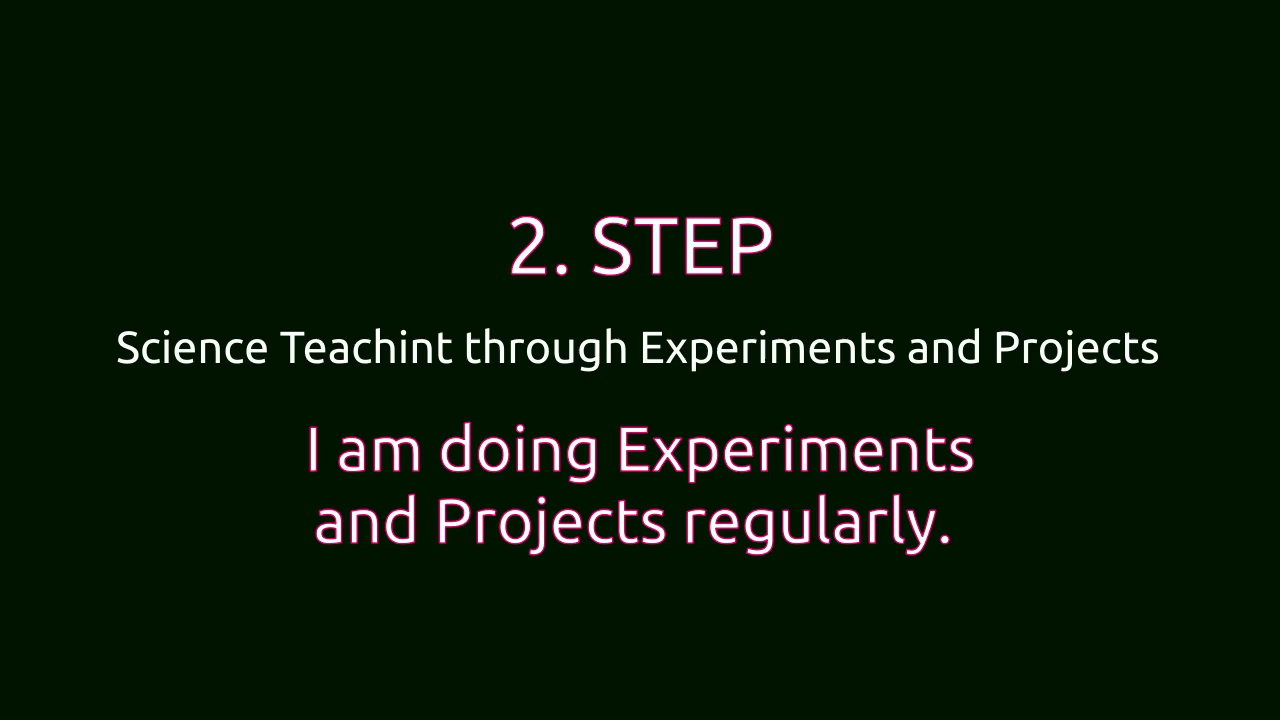 2. STEP
Science Teachint through Experiments and Projects
I am doing Experiments
and Projects regularly.